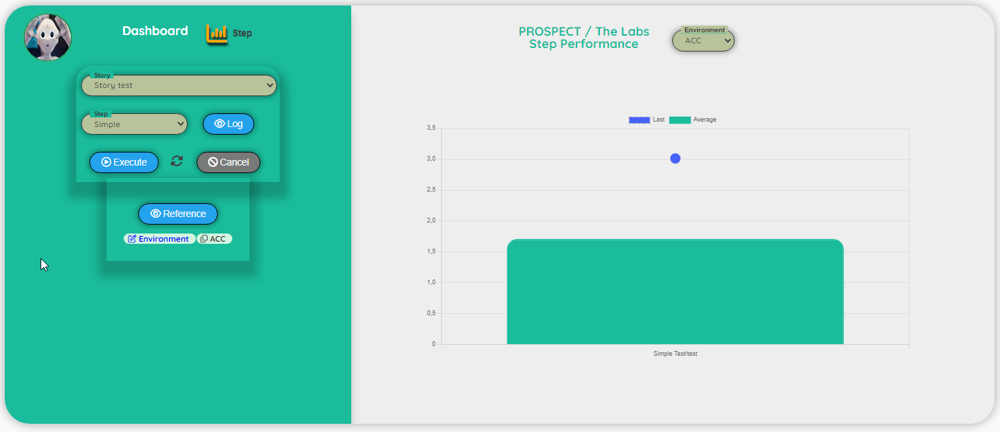 Dashboard
Step
Story
Story test
Step
Simple
Log
Execute
Cancel
Reference
Environment
ACC
PROSPECT / The Labs
Step Performance
Environment
ACC
Last
Average
3,5
3,0
2,5
2,0
1,5
1,0
0,5
0
Simple Test/test